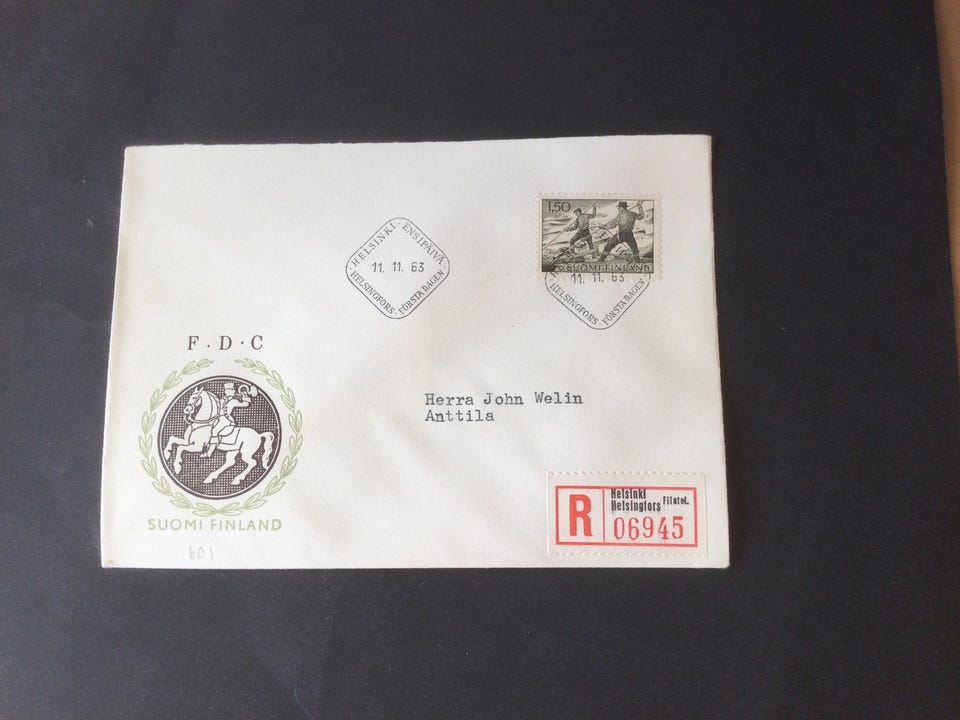 HELSINKI · ENSIPÄIVÄ
11. 11. 63
HELSINGFORS · FÖRSTA DAGEN
1,50
SUOMI-FINLAND
11. 11. 63
HELSINGFORS · FÖRSTA DAGEN
F · D · C
SUOMI FINLAND
601
Herra John Welin
Anttila
R
Helsinki
Helsingfors Filatel.
06945